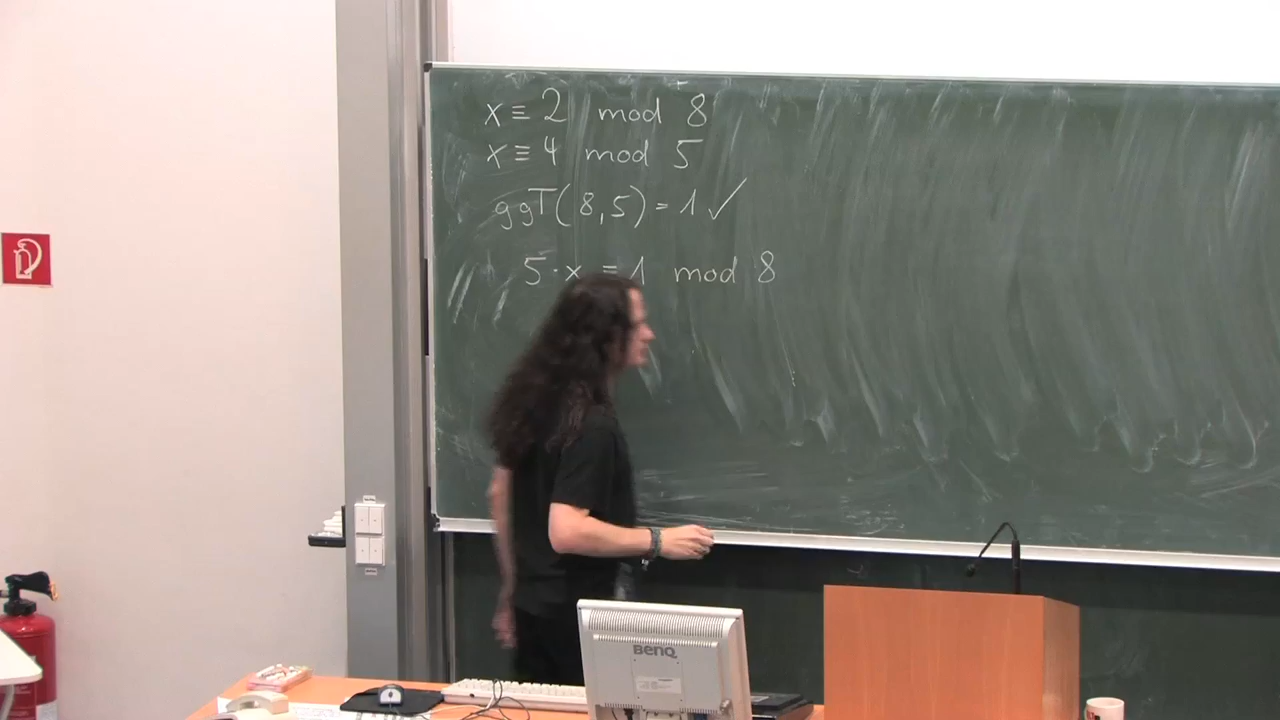 x ≡ 2 mod 8
x ≡ 4 mod 5
ggT(8,5) = 1 ✓
5·x ≡ 1 mod 8
BenQ